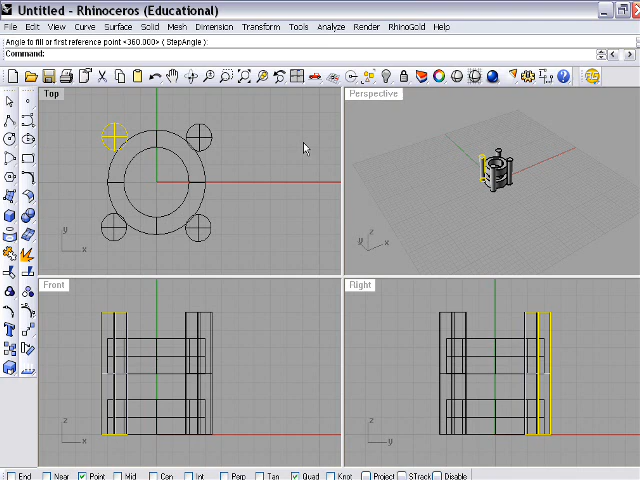 Untitled - Rhinoceros (Educational)
File Edit View Curve Surface Solid Mesh Dimension Transform Tools Analyze Render RhinoGold Help
Angle to fill or first reference point <360.000> ( StepAngle ):
Command:
Top
Perspective
y
x
z
y
x
Front
Right
z
x
z
y
End Near Point Mid Cen Int Perp Tan Quad Knot Project STrack Disable